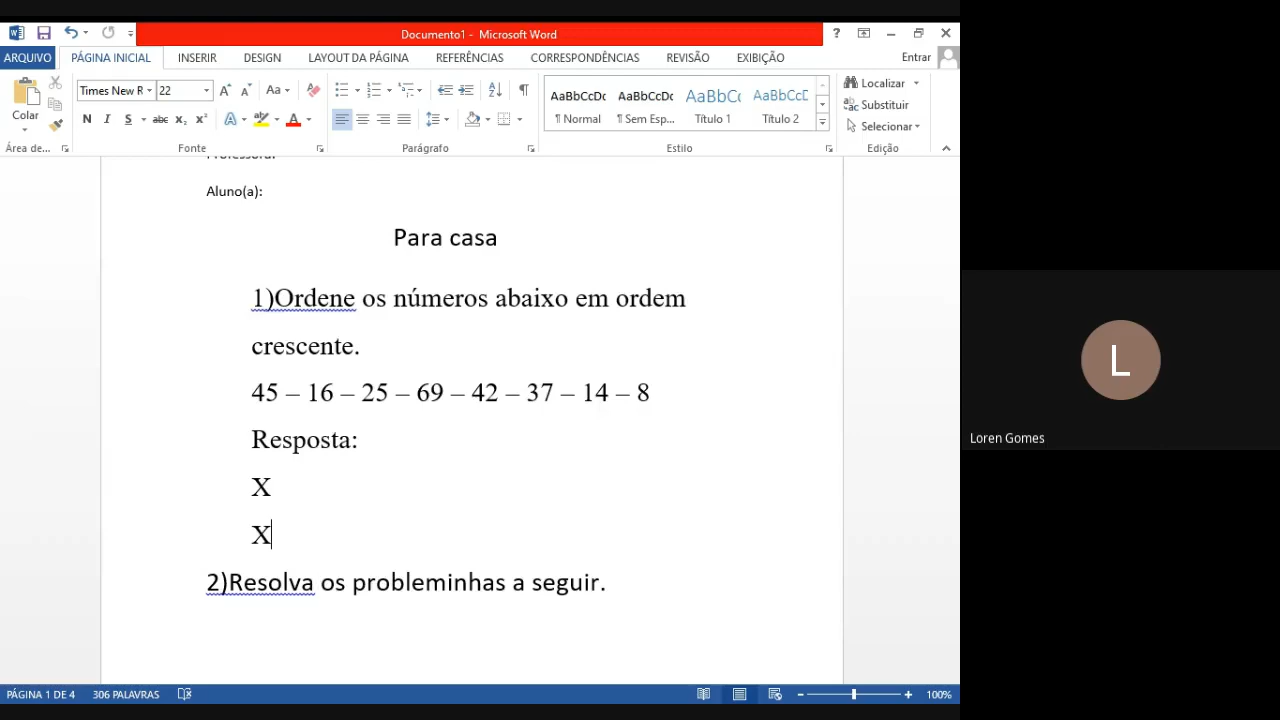 Documento1 - Microsoft Word
ARQUIVO PÁGINA INICIAL INSERIR DESIGN LAYOUT DA PÁGINA REFERÊNCIAS CORRESPONDÊNCIAS REVISÃO EXIBIÇÃO Entrar
Colar
Times New R 22
AaBbCcDc AaBbCcDc AaBbC AaBbCcD
¶ Normal ¶ Sem Esp... Título 1 Título 2
Localizar
Substituir
Selecionar
Área de... Fonte Parágrafo Estilo Edição
Professora:
Aluno(a):
Para casa
1)Ordene os números abaixo em ordem
crescente.
45 – 16 – 25 – 69 – 42 – 37 – 14 – 8
Resposta:
X
X
2)Resolva os probleminhas a seguir.
L
Loren Gomes
PÁGINA 1 DE 4 306 PALAVRAS 100%